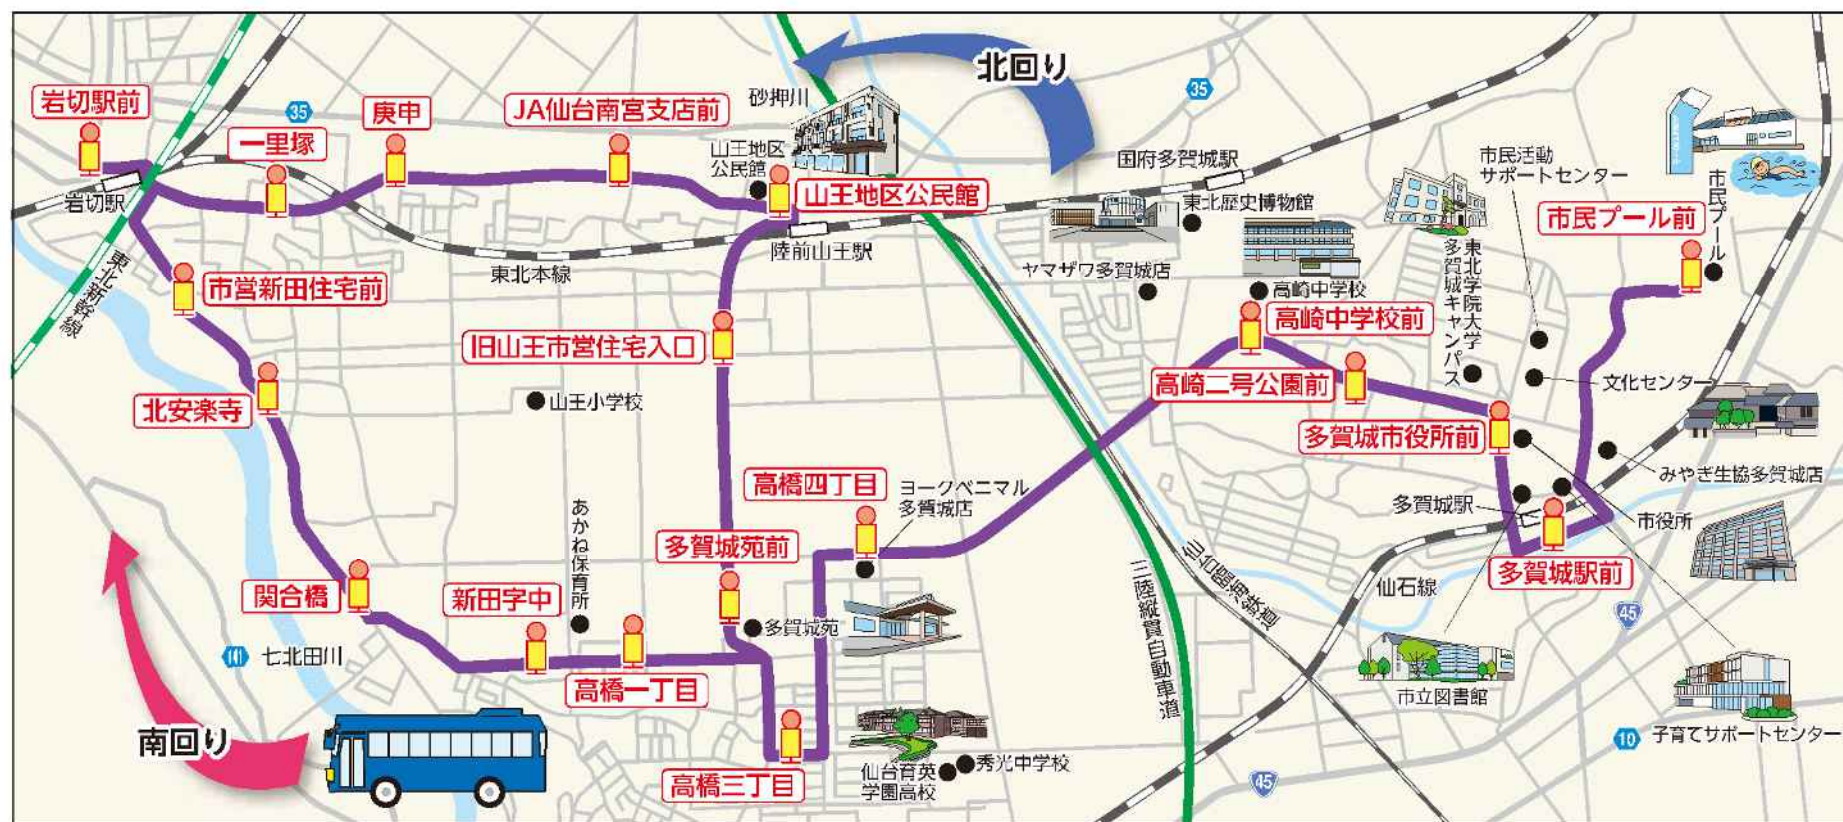 北回り
岩切駅前
35
庚申
JA仙台南宮支店前
砂押川
35
一里塚
山王地区
公民館
国府多賀城駅
市民活動
サポートセンター
岩切駅
山王地区公民館
東北歴史博物館
市民プール
市民プール前
陸前山王駅
東北本線
東北新幹線
市営新田住宅前
ヤマザワ多賀城店
高崎中学校
東北学院大学
多賀城キャンパス
旧山王市営住宅入口
高崎中学校前
高崎二号公園前
文化センター
北安楽寺
山王小学校
多賀城市役所前
みやぎ生協多賀城店
高橋四丁目
ヨークベニマル
多賀城店
多賀城駅
市役所
あかね保育所
多賀城苑前
仙台臨海鉄道
三陸縦貫自動車道
仙石線
多賀城駅前
関合橋
新田字中
45
多賀城苑
141
七北田川
高橋一丁目
市立図書館
南回り
高橋三丁目
仙台育英
学園高校
秀光中学校
45
10
子育てサポートセンター